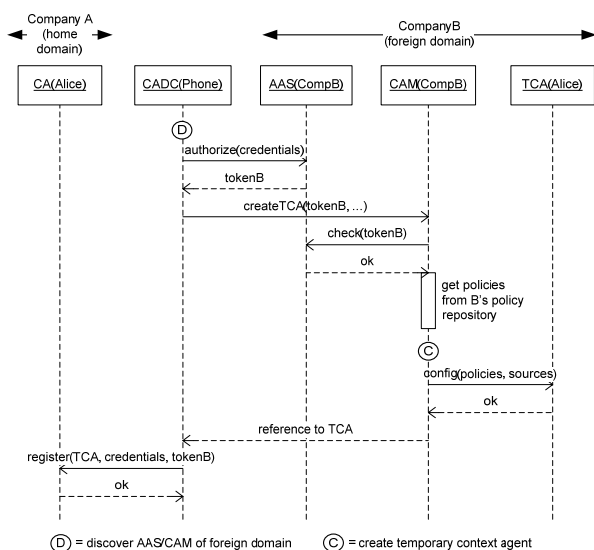 Company A
(home
domain)
CompanyB
(foreign domain)
CA(Alice)
CADC(Phone)
AAS(CompB)
CAM(CompB)
TCA(Alice)
D
authorize(credentials)
tokenB
createTCA(tokenB, ...)
check(tokenB)
ok
get policies
from B's policy
repository
C
config(policies, sources)
ok
reference to TCA
register(TCA, credentials, tokenB)
ok
D = discover AAS/CAM of foreign domain
C = create temporary context agent